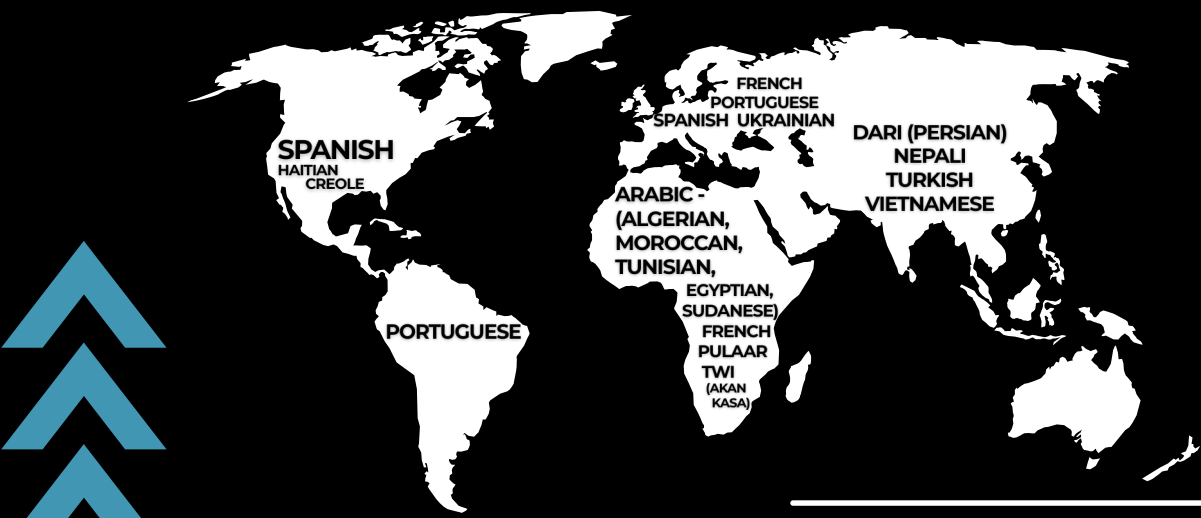 SPANISH
HAITIAN
CREOLE
PORTUGUESE
FRENCH
PORTUGUESE
SPANISH UKRAINIAN
ARABIC -
(ALGERIAN,
MOROCCAN,
TUNISIAN,
EGYPTIAN,
SUDANESE)
FRENCH
PULAAR
TWI
(AKAN
KASA)
DARI (PERSIAN)
NEPALI
TURKISH
VIETNAMESE